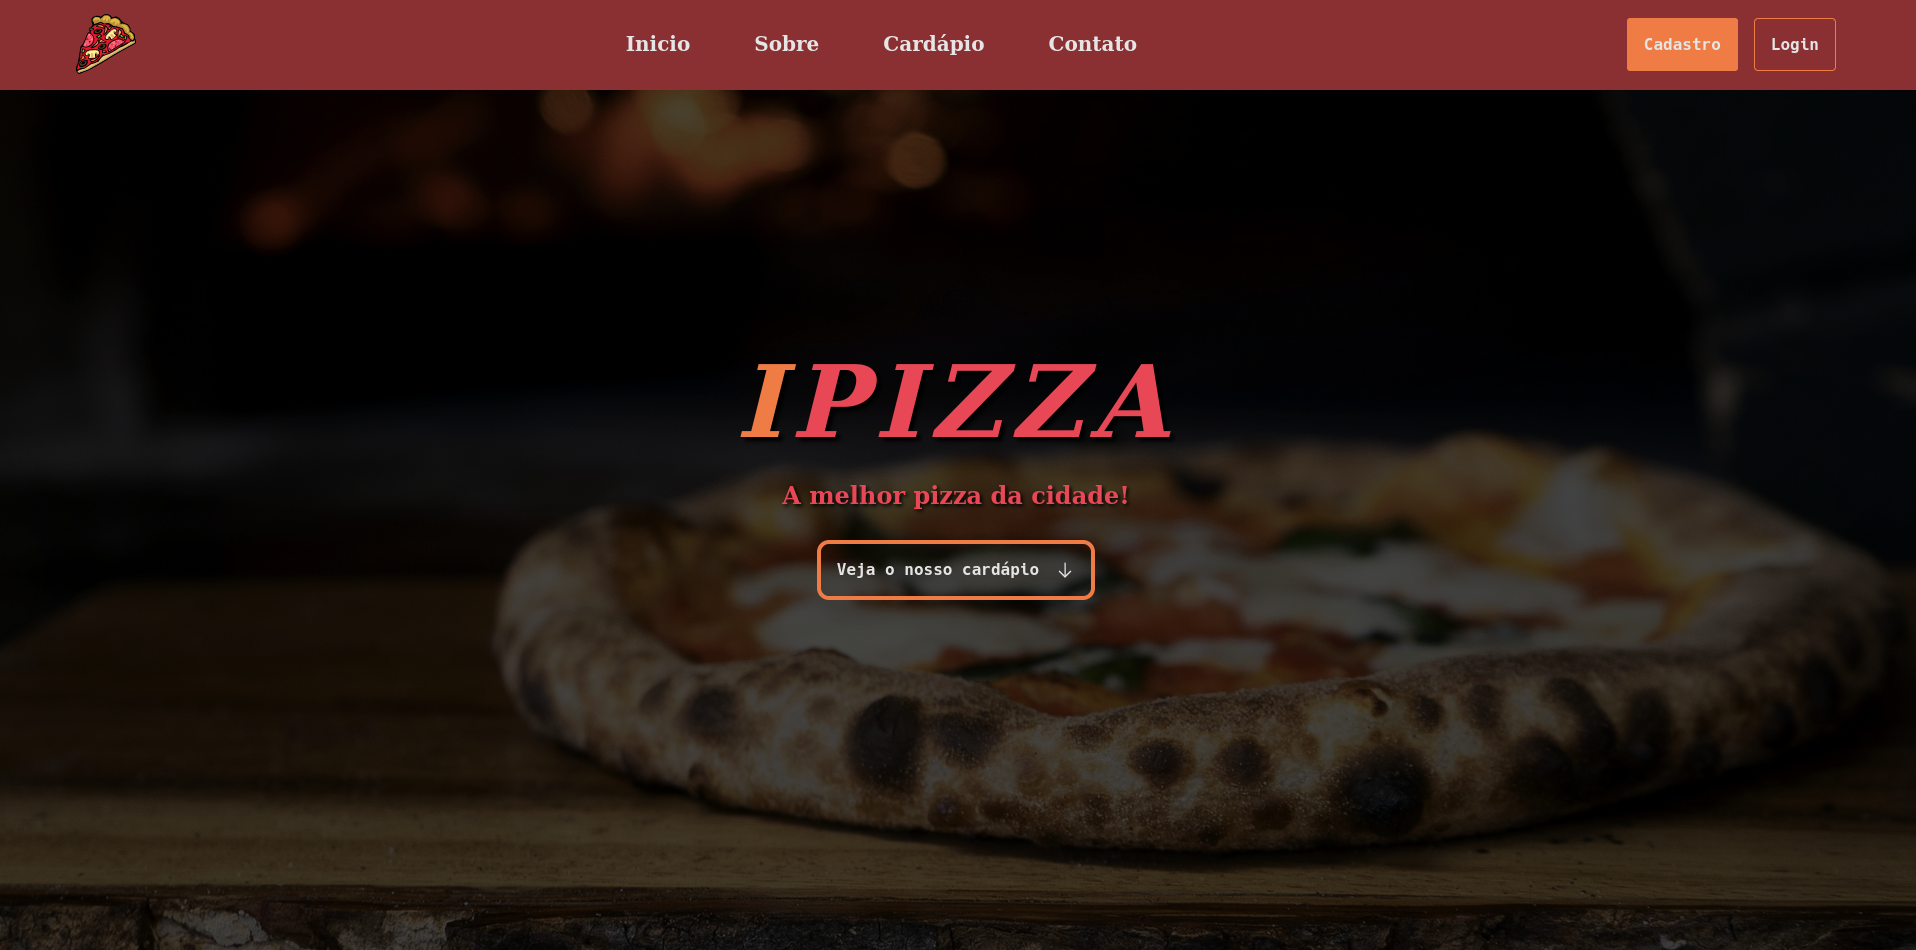 Inicio Sobre Cardápio Contato Cadastro Login
IPIZZA
A melhor pizza da cidade!
Veja o nosso cardápio